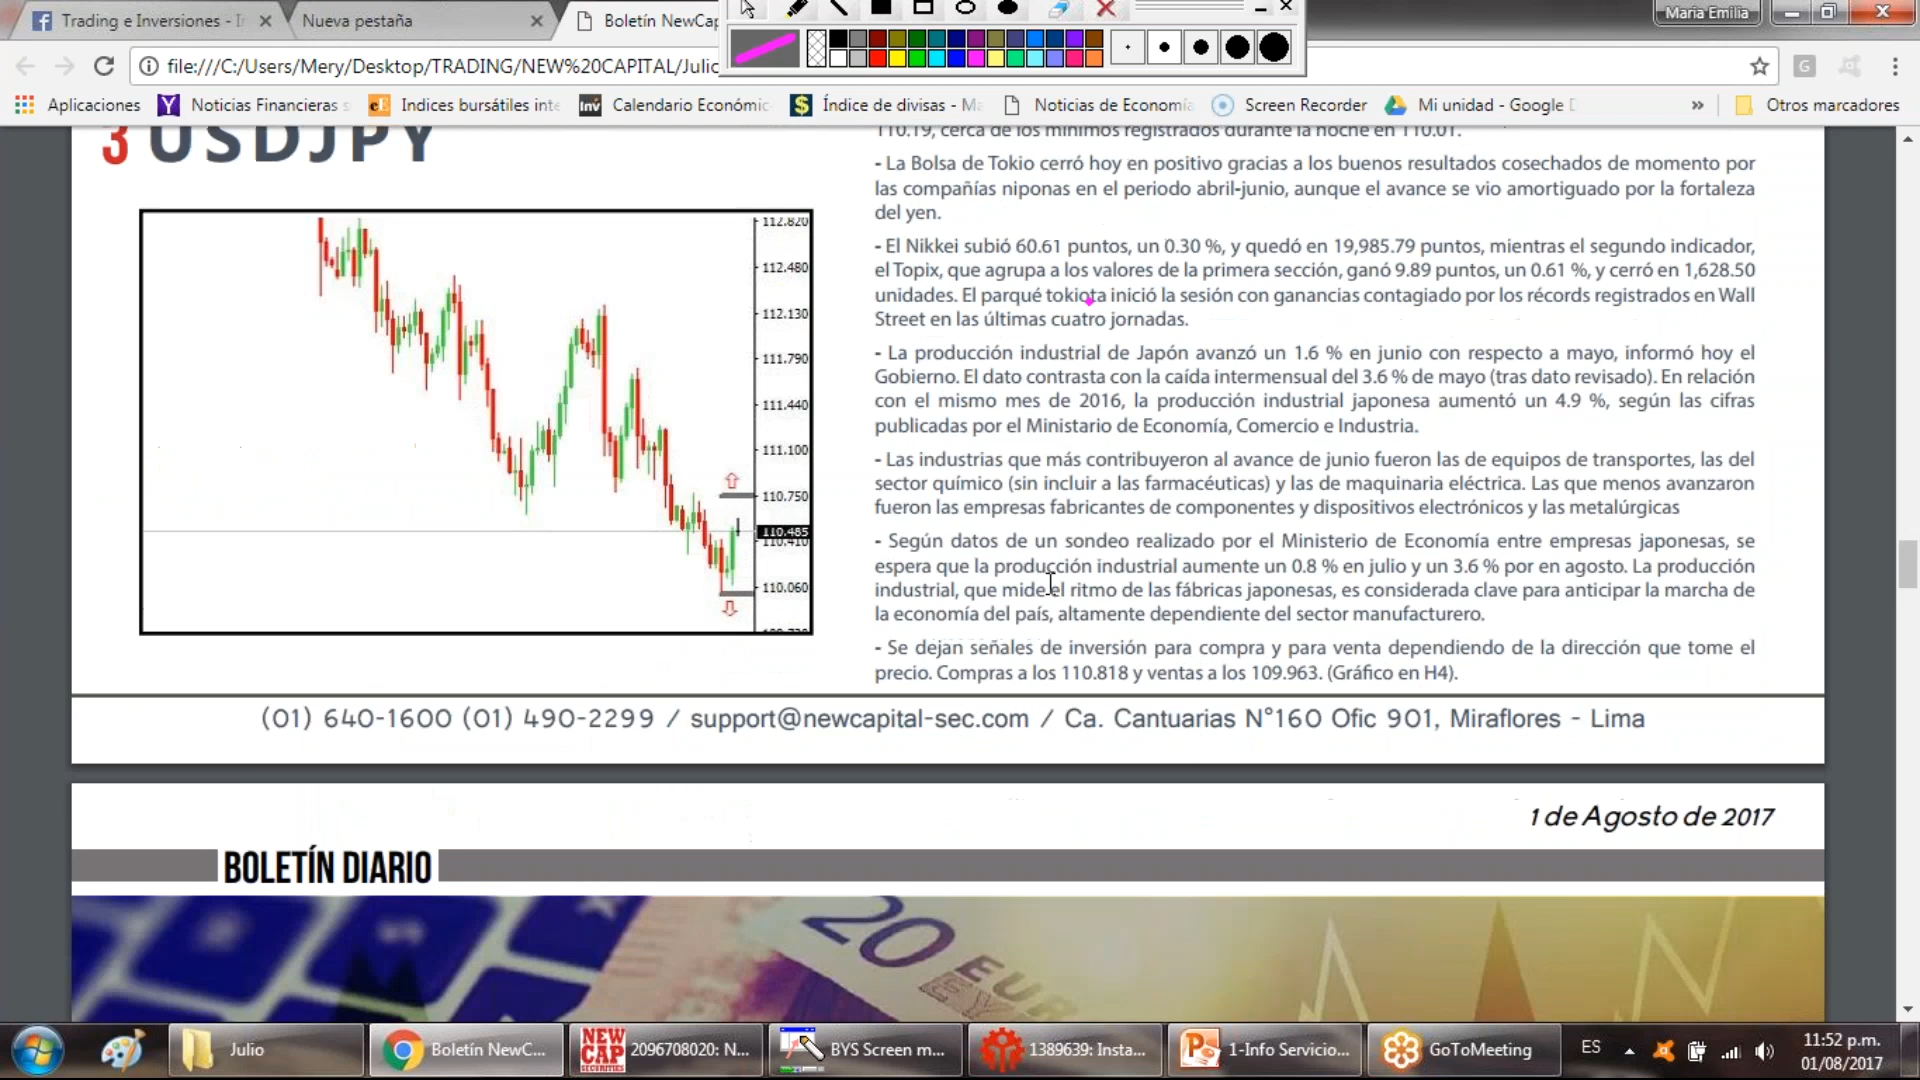 Trading e Inversiones - I
Nueva pestaña
Boletín NewCap
Maria Emilia
file:///C:/Users/Mery/Desktop/TRADING/NEW%20CAPITAL/Julio
Aplicaciones
Noticias Financieras
Indices bursátiles inte
Calendario Económic
Índice de divisas - Ma
Noticias de Economía
Screen Recorder
Mi unidad - Google D
Otros marcadores
3 USDJPY
112.820
112.480
112.130
111.790
111.440
111.100
110.750
110.485
110.410
110.060
110.19, cerca de los mínimos registrados durante la noche en 110.01.
- La Bolsa de Tokio cerró hoy en positivo gracias a los buenos resultados cosechados de momento por
las compañías niponas en el periodo abril-junio, aunque el avance se vio amortiguado por la fortaleza
del yen.
- El Nikkei subió 60.61 puntos, un 0.30 %, y quedó en 19,985.79 puntos, mientras el segundo indicador,
el Topix, que agrupa a los valores de la primera sección, ganó 9.89 puntos, un 0.61 %, y cerró en 1,628.50
unidades. El parqué tokiota inició la sesión con ganancias contagiado por los récords registrados en Wall
Street en las últimas cuatro jornadas.
- La producción industrial de Japón avanzó un 1.6 % en junio con respecto a mayo, informó hoy el
Gobierno. El dato contrasta con la caída intermensual del 3.6 % de mayo (tras dato revisado). En relación
con el mismo mes de 2016, la producción industrial japonesa aumentó un 4.9 %, según las cifras
publicadas por el Ministario de Economía, Comercio e Industria.
- Las industrias que más contribuyeron al avance de junio fueron las de equipos de transportes, las del
sector químico (sin incluir a las farmacéuticas) y las de maquinaria eléctrica. Las que menos avanzaron
fueron las empresas fabricantes de componentes y dispositivos electrónicos y las metalúrgicas
- Según datos de un sondeo realizado por el Ministerio de Economía entre empresas japonesas, se
espera que la producción industrial aumente un 0.8 % en julio y un 3.6 % por en agosto. La producción
industrial, que mide el ritmo de las fábricas japonesas, es considerada clave para anticipar la marcha de
la economía del país, altamente dependiente del sector manufacturero.
- Se dejan señales de inversión para compra y para venta dependiendo de la dirección que tome el
precio. Compras a los 110.818 y ventas a los 109.963. (Gráfico en H4).
(01) 640-1600 (01) 490-2299 / support@newcapital-sec.com / Ca. Cantuarias N°160 Ofic 901, Miraflores - Lima
1 de Agosto de 2017
BOLETÍN DIARIO
20 EURO
Julio
Boletín NewC...
NEW CAP SECURITIES
2096708020: N...
BYS Screen m...
1389639: Insta...
1-Info Servicio...
GoToMeeting
ES
11:52 p.m.
01/08/2017